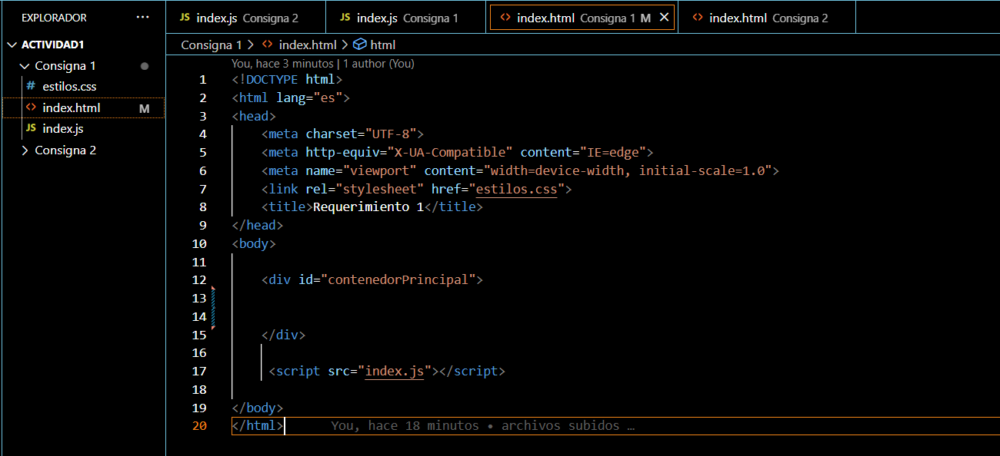 EXPLORADOR ···
ACTIVIDAD1
Consigna 1
# estilos.css
<> index.html M
JS index.js
Consigna 2
JS index.js Consigna 2
JS index.js Consigna 1
<> index.html Consigna 1 M ✕
<> index.html Consigna 2
Consigna 1 > <> index.html > html
You, hace 3 minutos | 1 author (You)
1 <!DOCTYPE html>
2 <html lang="es">
3 <head>
4     <meta charset="UTF-8">
5     <meta http-equiv="X-UA-Compatible" content="IE=edge">
6     <meta name="viewport" content="width=device-width, initial-scale=1.0">
7     <link rel="stylesheet" href="estilos.css">
8     <title>Requerimiento 1</title>
9 </head>
10 <body>
11
12     <div id="contenedorPrincipal">
13
14
15     </div>
16
17      <script src="index.js"></script>
18
19 </body>
20 </html> You, hace 18 minutos • archivos subidos …